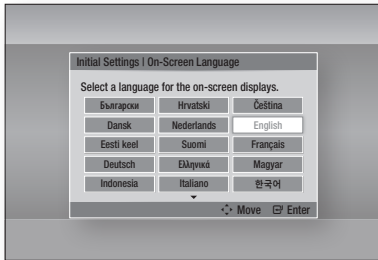 Initial Settings | On-Screen Language
Select a language for the on-screen displays.
Български Hrvatski Čeština
Dansk Nederlands English
Eesti keel Suomi Français
Deutsch Ελληνικά Magyar
Indonesia Italiano 한국어
Move Enter